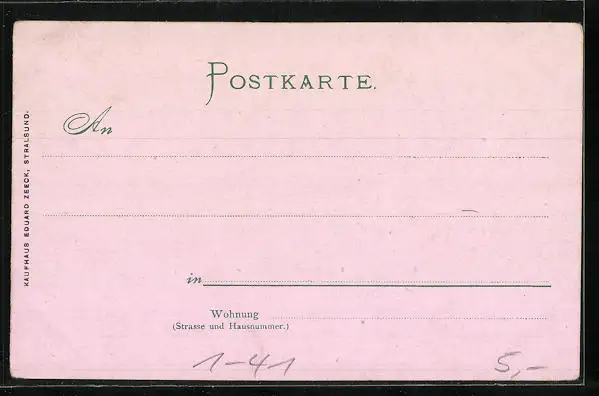 POSTKARTE.
An
in
Wohnung
(Strasse und Hausnummer.)
KAUFHAUS EDUARD ZEECK, STRALSUND.
1-41
5,-